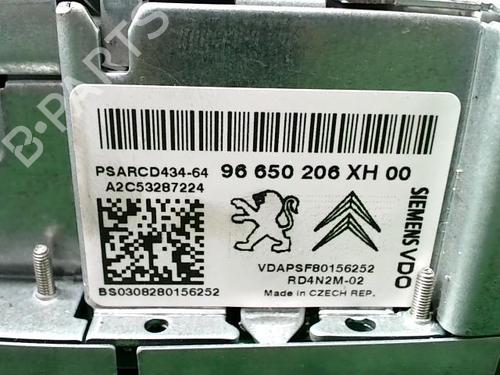 B-PARTS
PSARCD434-64 96 650 206 XH 00
A2C53287224
SIEMENS VDO
VDAPSF80156252
RD4N2M-02
BS0308280156252 Made in CZECH REP.